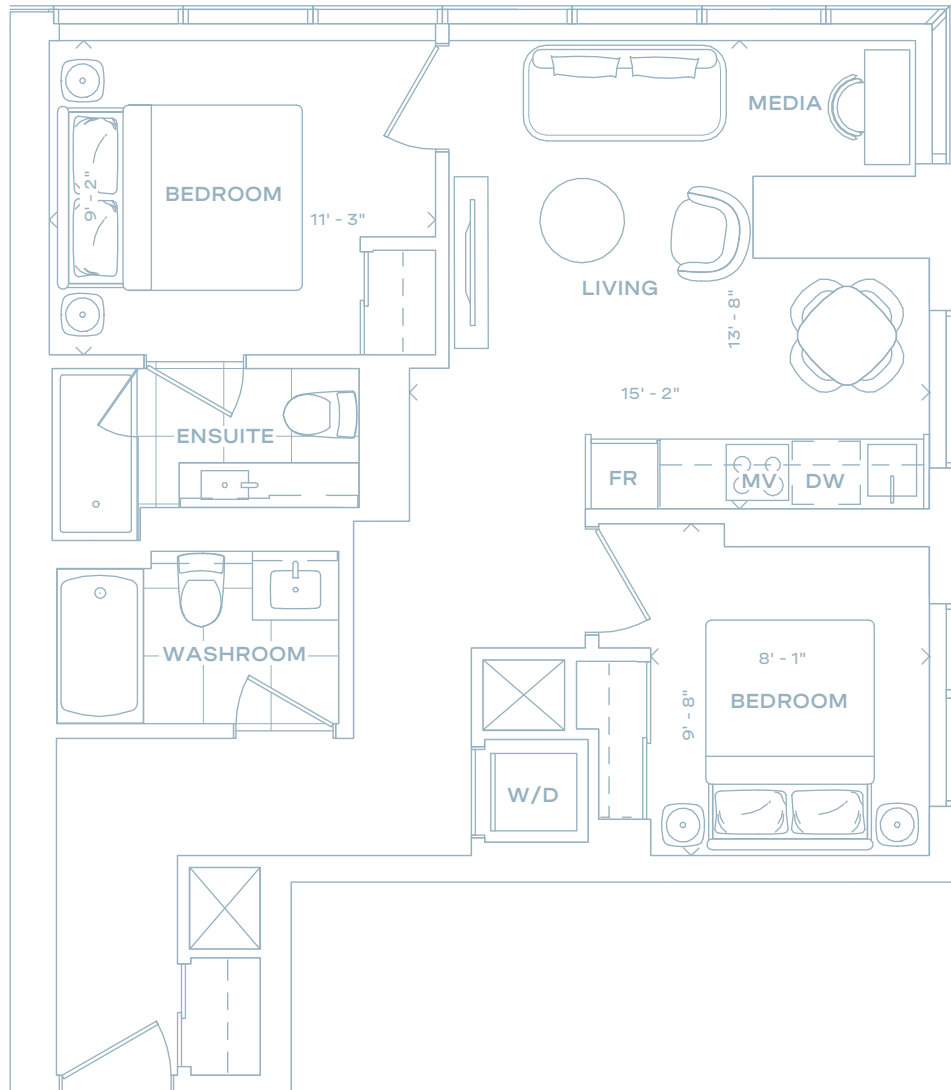 MEDIA
BEDROOM
9' - 2"
11' - 3"
LIVING
13' - 8"
15' - 2"
ENSUITE
FR
MV
DW
WASHROOM
8' - 1"
BEDROOM
9' - 8"
W/D